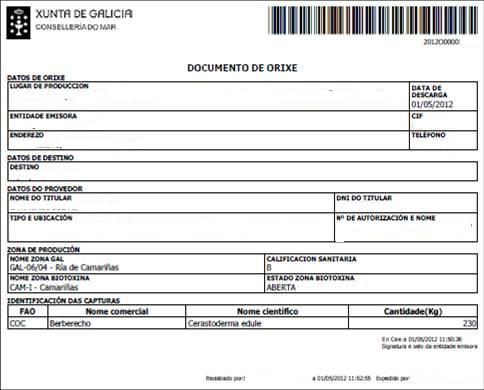 XUNTA DE GALICIA
CONSELLERÍA DO MAR
2012O0000
DOCUMENTO DE ORIXE
DATOS DE ORIXE
LUGAR DE PRODUCCION
DATA DE DESCARGA
01/05/2012
ENTIDADE EMISORA
CIF
ENDEREZO
TELÉFONO
DATOS DE DESTINO
DESTINO
DATOS DO PROVEDOR
NOME DO TITULAR
DNI DO TITULAR
TIPO E UBICACIÓN
Nº DE AUTORIZACIÓN E NOME
ZONA DE PRODUCIÓN
NOME ZONA GAL
CALIFICACION SANITARIA
GAL-06/04 - Ría de Camariñas
B
NOME ZONA BIOTOXINA
ESTADO ZONA BIOTOXINA
CAM-I - Camariñas
ABERTA
IDENTIFICACIÓN DAS CAPTURAS
FAO Nome comercial Nome científico Cantidade(Kg)
COC Berberecho Cerastoderma edule 230
En Cee a 01/05/2012 11:50:36
Signatura e selo da entidade emisora
Rexistrado por: a 01/05/2012 11:52:55 Expedido por: